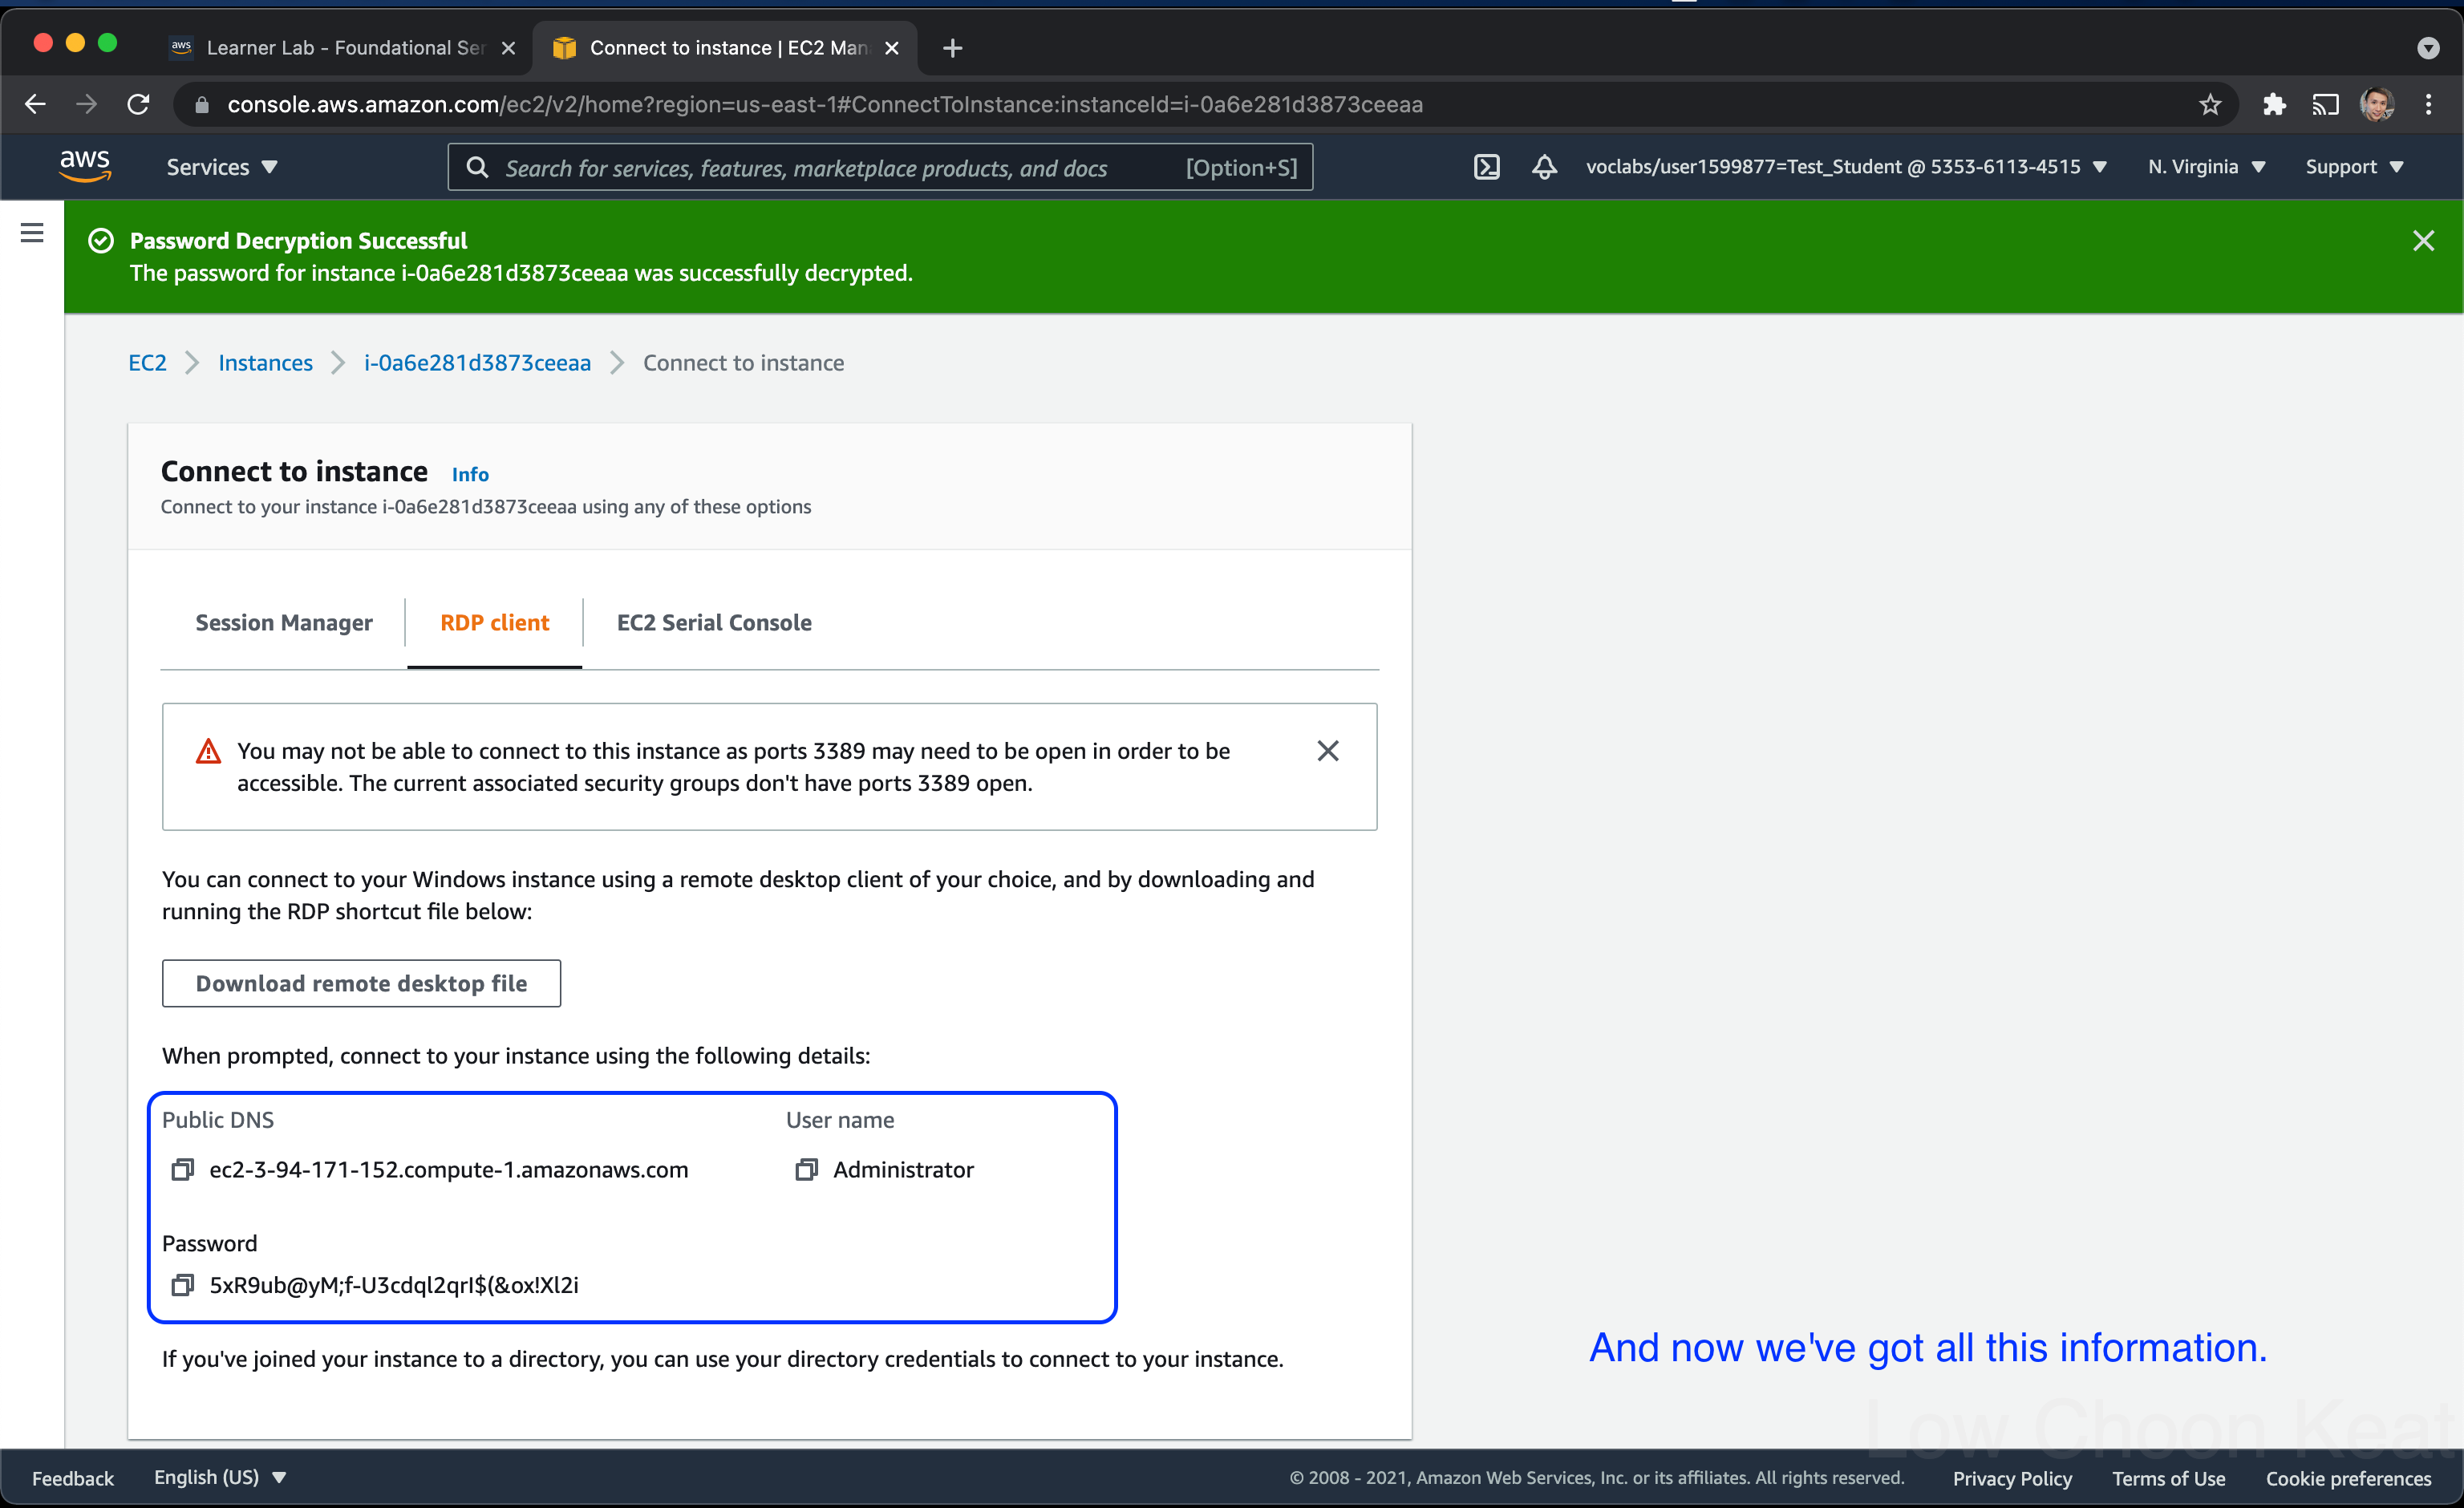 aws Learner Lab - Foundational Ser
Connect to instance | EC2 Man
console.aws.amazon.com/ec2/v2/home?region=us-east-1#ConnectToInstance:instanceId=i-0a6e281d3873ceeaa
aws Services Search for services, features, marketplace products, and docs [Option+S] voclabs/user1599877=Test_Student @ 5353-6113-4515 N. Virginia Support
Password Decryption Successful
The password for instance i-0a6e281d3873ceeaa was successfully decrypted.
EC2 Instances i-0a6e281d3873ceeaa Connect to instance
Connect to instance Info
Connect to your instance i-0a6e281d3873ceeaa using any of these options
Session Manager RDP client EC2 Serial Console
You may not be able to connect to this instance as ports 3389 may need to be open in order to be
accessible. The current associated security groups don't have ports 3389 open.
You can connect to your Windows instance using a remote desktop client of your choice, and by downloading and
running the RDP shortcut file below:
Download remote desktop file
When prompted, connect to your instance using the following details:
Public DNS User name
ec2-3-94-171-152.compute-1.amazonaws.com Administrator
Password
5xR9ub@yM;f-U3cdql2qrI$(&ox!Xl2i
If you've joined your instance to a directory, you can use your directory credentials to connect to your instance.
And now we've got all this information.
Low Choon Keat
Feedback English (US) © 2008 - 2021, Amazon Web Services, Inc. or its affiliates. All rights reserved. Privacy Policy Terms of Use Cookie preferences